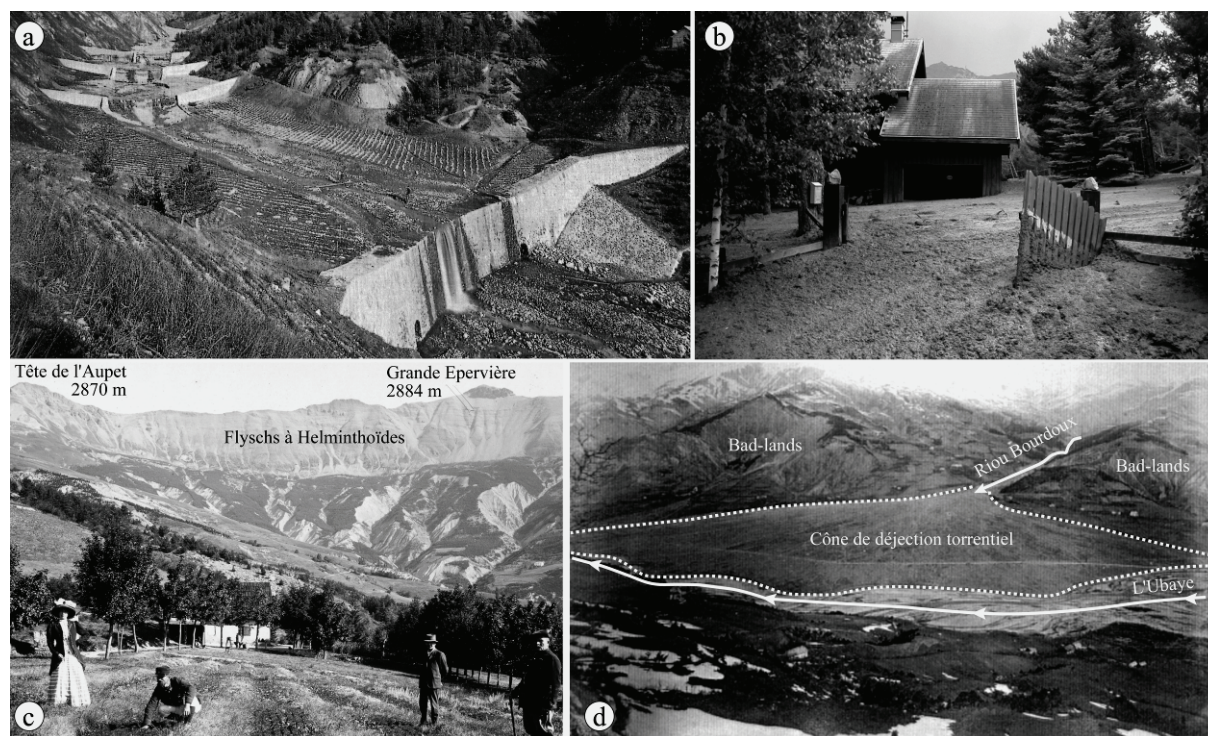 a
b
Tête de l'Aupet
2870 m
Grande Epervière
2884 m
Flyschs à Helminthoïdes
c
Bad-lands
Riou Bourdoux
Bad-lands
Cône de déjection torrentiel
L'Ubaye
d